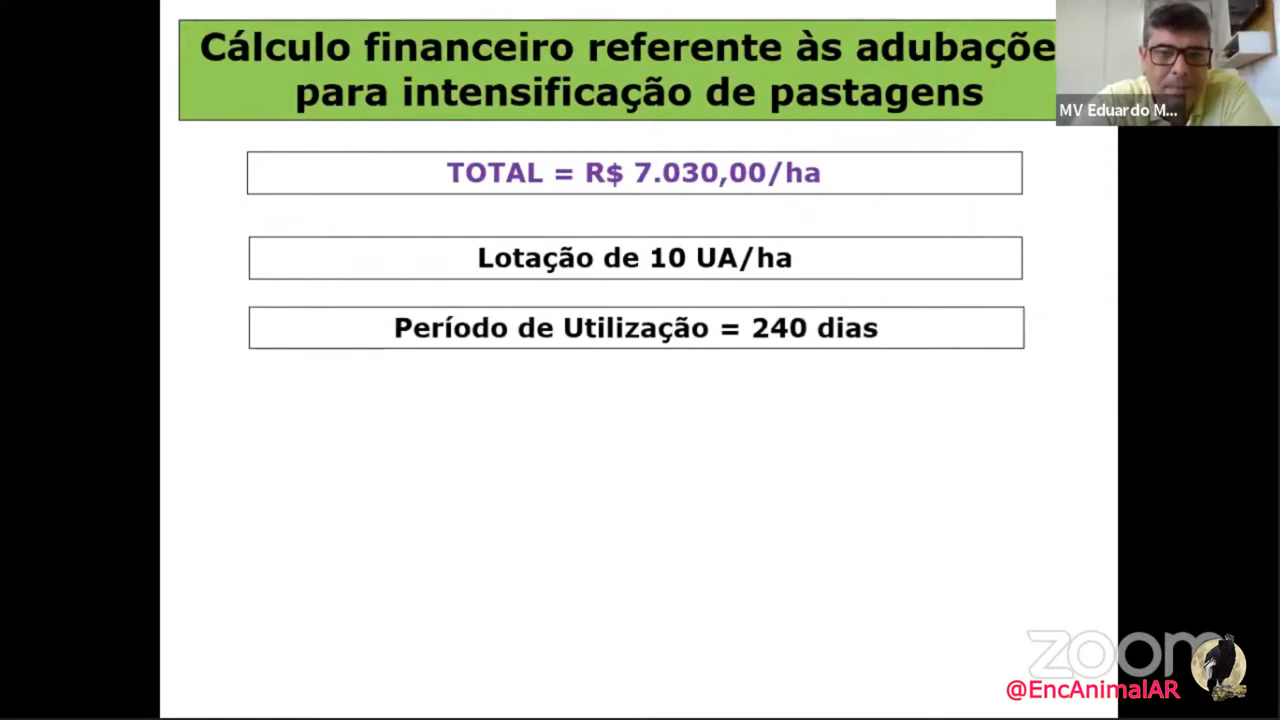 Cálculo financeiro referente às adubaçõe
para intensificação de pastagens
MV Eduardo M...
TOTAL = R$ 7.030,00/ha
Lotação de 10 UA/ha
Período de Utilização = 240 dias
zoom
@EncAnimalAR